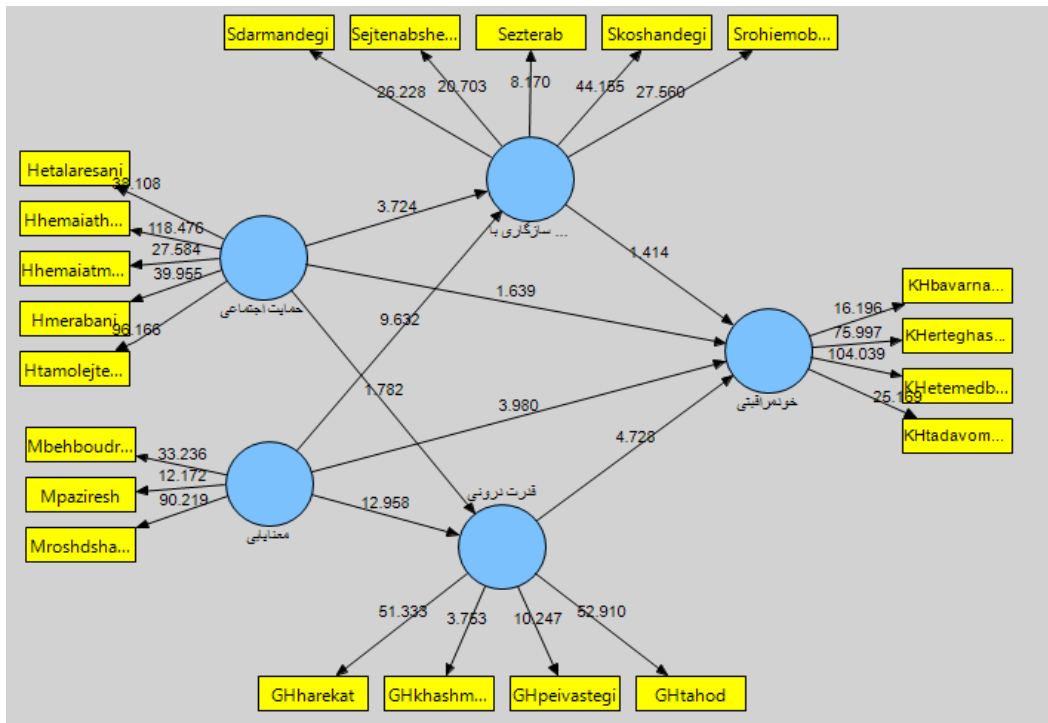 Sdarmandegi
Sejtenabshe...
Sezterab
Skoshandegi
Srohiemob...
26.228
20.703
8.170
44.155
27.560
سازگاری با ...
Hetalaresani
Hhemaiath...
Hhemaiatm...
Hmerabani
Htamolejte...
118.476
27.584
39.955
96.166
حمایت اجتماعی
3.724
1.639
1.782
1.414
9.632
3.980
12.958
4.728
KHbavarna...
KHerteghas...
KHetemedb...
KHtadavom...
16.196
75.997
104.039
25.169
خودمراقبتی
Mbehboudr...
Mpaziresh
Mroshdsha...
33.236
12.172
90.219
معنایابی
قدرت درونی
51.333
3.753
10.247
52.910
GHharekat
GHkhashm...
GHpeivastegi
GHtahod